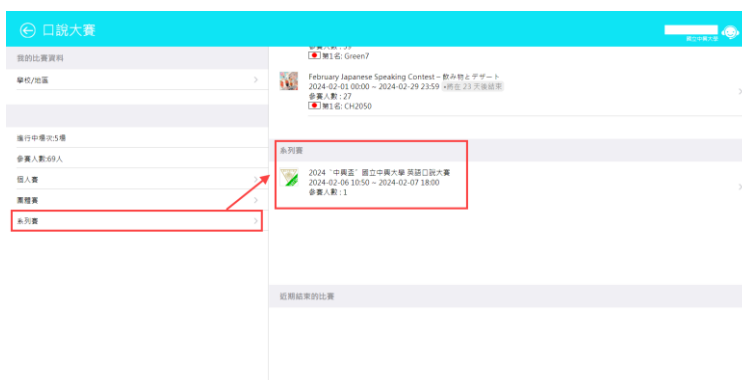 口說大賽
國立中興大學
我的比賽資料
學校/地區
進行中場次:5場
參賽人數:69人
個人賽
團體賽
系列賽
第1名: Green7
February Japanese Speaking Contest – 飲み物とデザート
2024-02-01 00:00 ~ 2024-02-29 23:59 •將在 23 天後結束
參賽人數 : 27
第1名: CH2050
系列賽
2024“中興盃”國立中興大學 英語口說大賽
2024-02-06 10:50 ~ 2024-02-07 18:00
參賽人數 : 1
近期結束的比賽